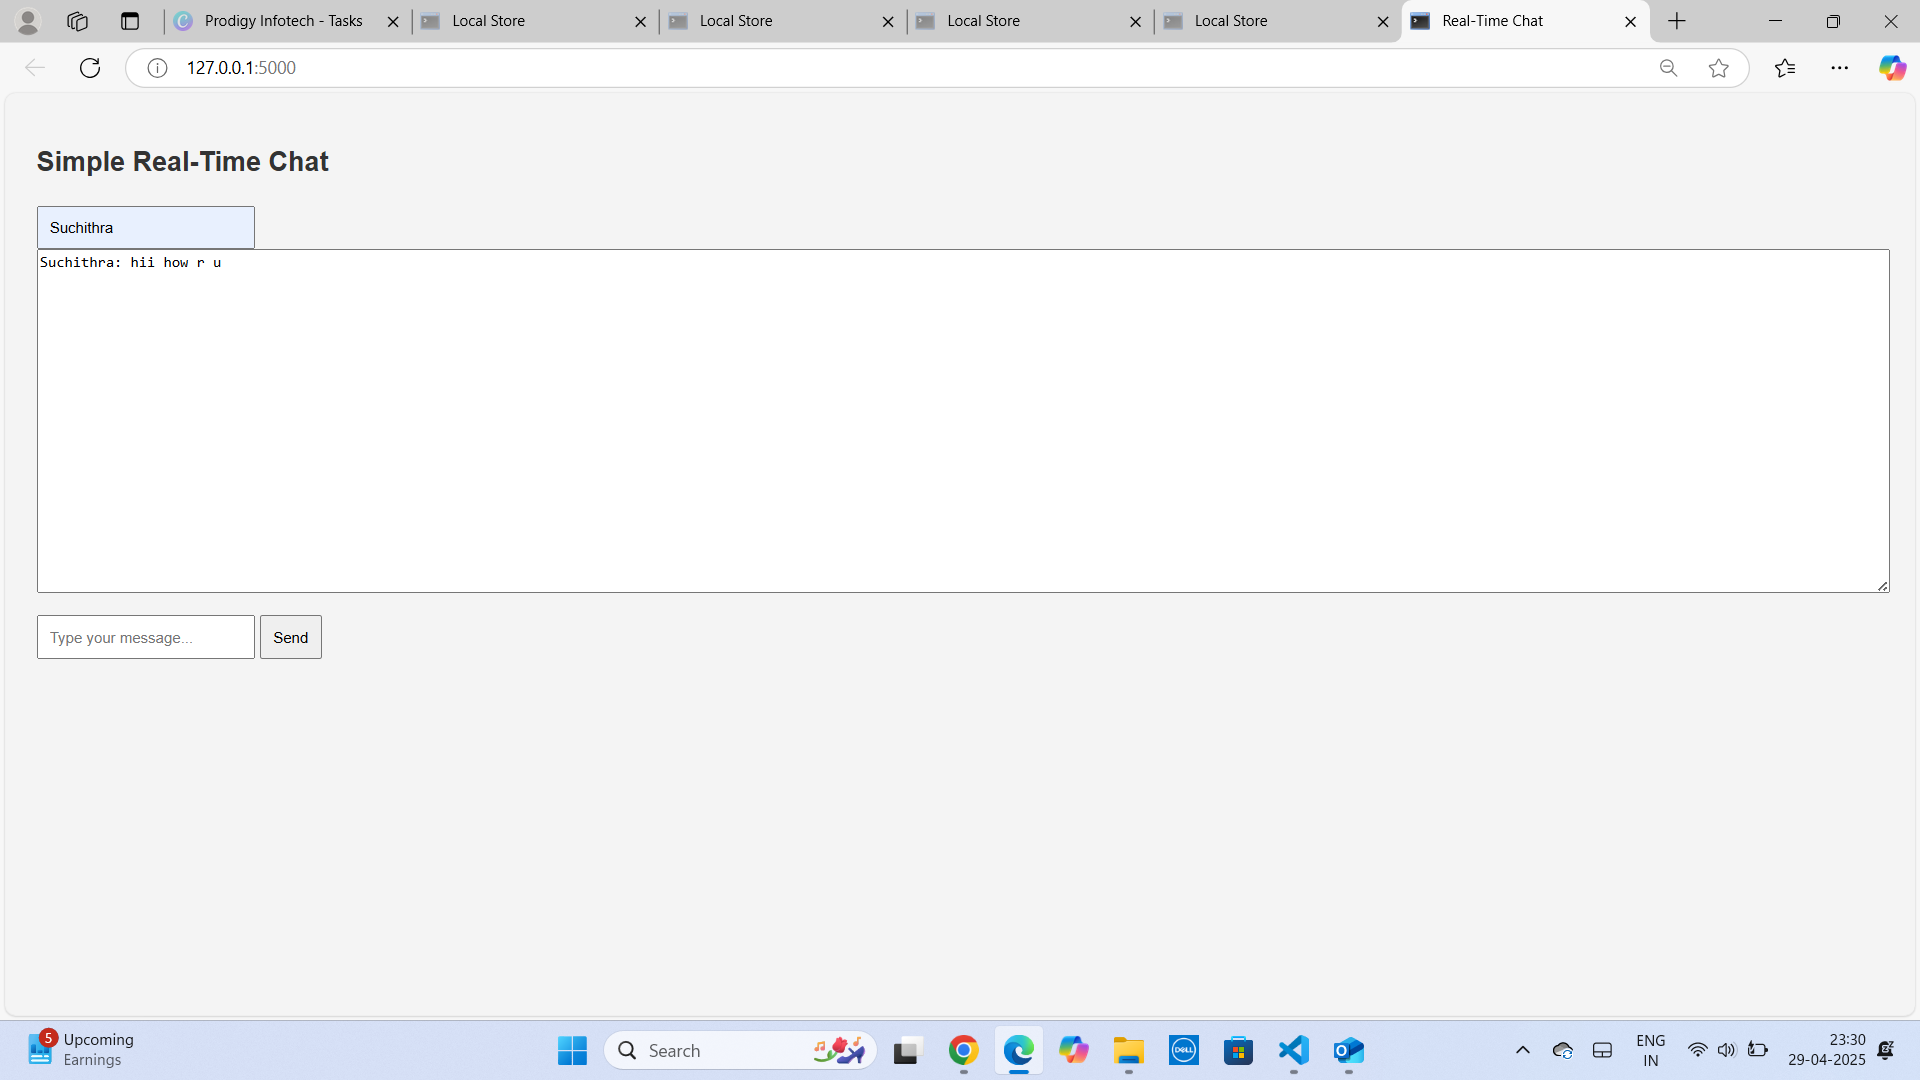 Prodigy Infotech - Tasks
Local Store
Local Store
Local Store
Local Store
Real-Time Chat
127.0.0.1:5000
Simple Real-Time Chat
Suchithra
Suchithra: hii how r u
Type your message...
Send
5
Upcoming
Earnings
Search
DELL
ENG
IN
23:30
29-04-2025